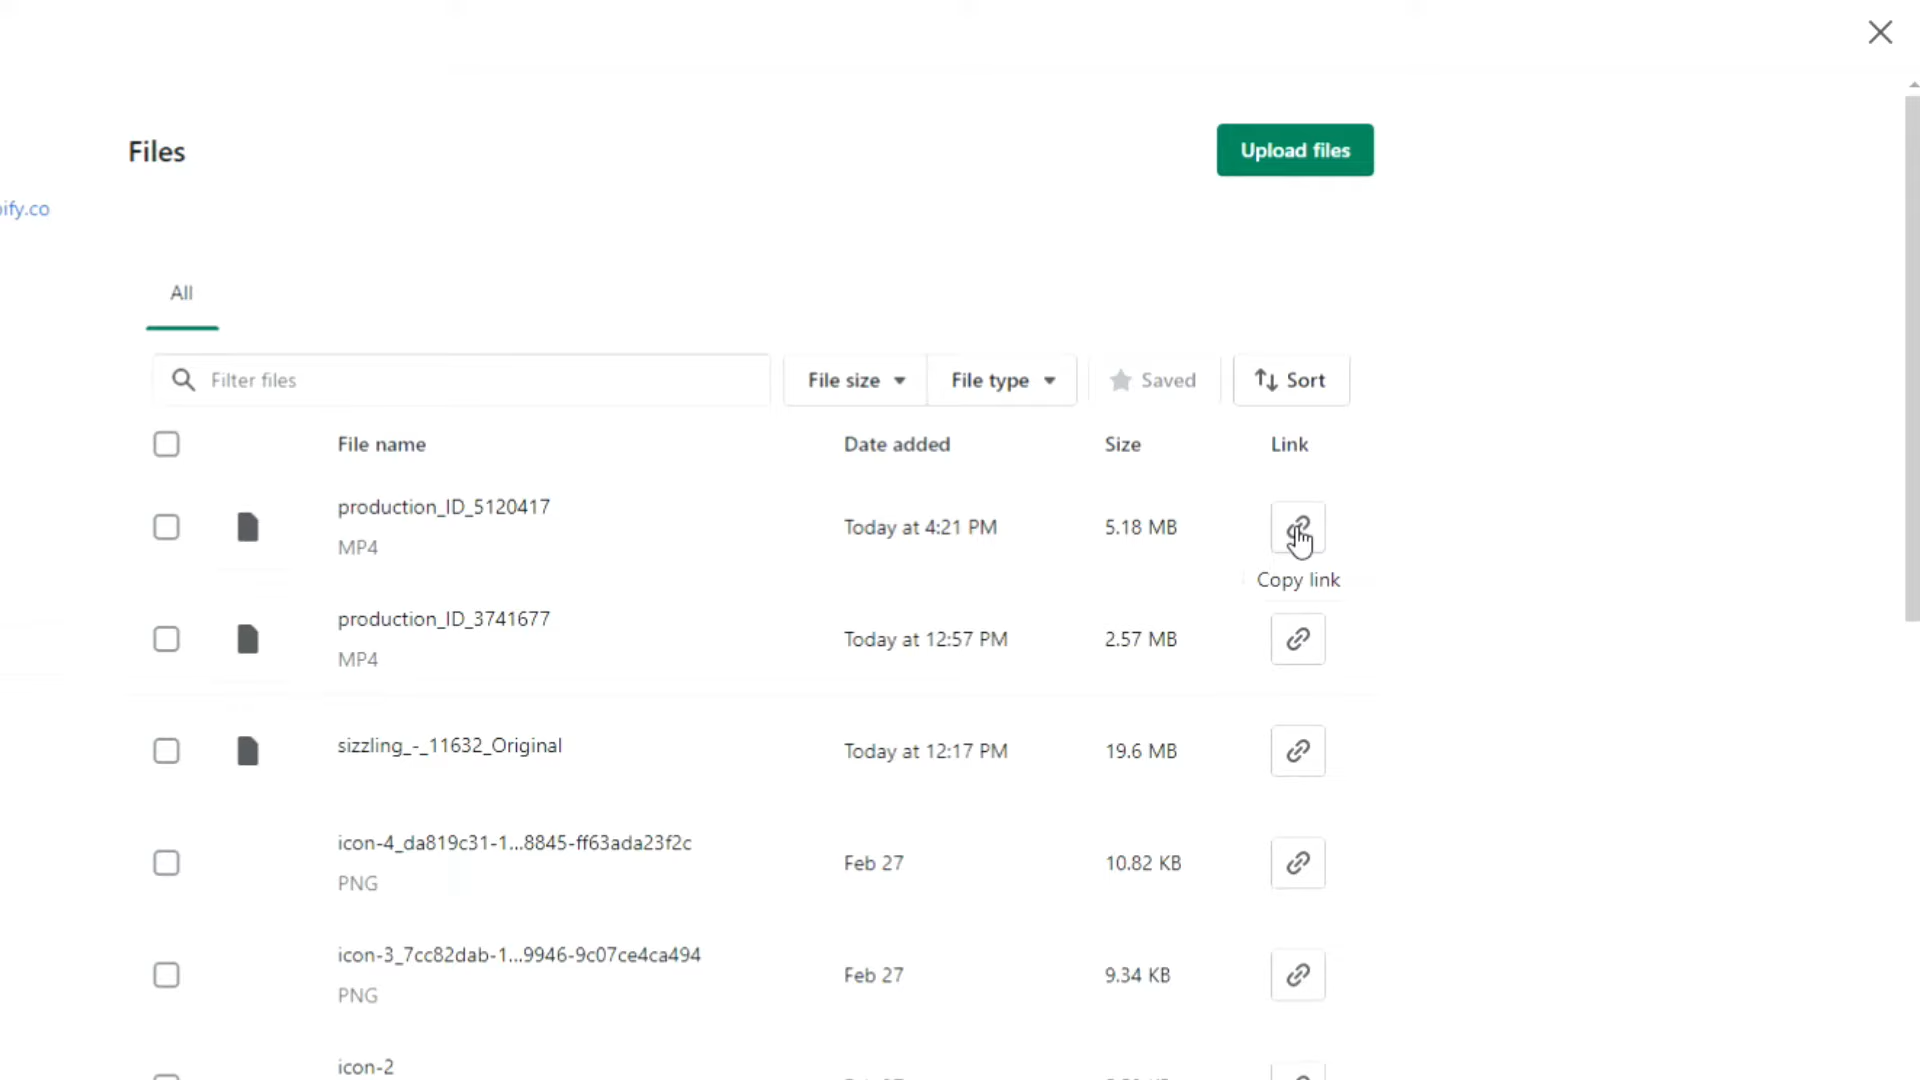 Files
Upload files
ify.co
All
Filter files
File size
File type
Saved
Sort
File name Date added Size Link
production_ID_5120417
MP4
Today at 4:21 PM
5.18 MB
Copy link
production_ID_3741677
MP4
Today at 12:57 PM
2.57 MB
sizzling_-_11632_Original
Today at 12:17 PM
19.6 MB
icon-4_da819c31-1...8845-ff63ada23f2c
PNG
Feb 27
10.82 KB
icon-3_7cc82dab-1...9946-9c07ce4ca494
PNG
Feb 27
9.34 KB
icon-2